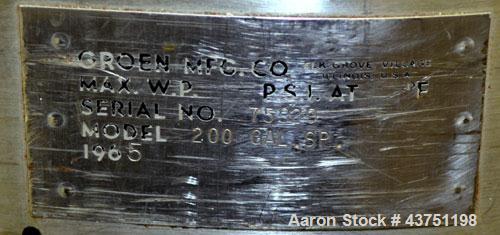 GROEN MFG. CO. ELK GROVE VILLAGE
ILLINOIS, U.S.A.
MAX. W.P. P.S.I. AT °F
SERIAL NO.
MODEL 200 GAL. SP.
1965
Aaron Stock # 43751198